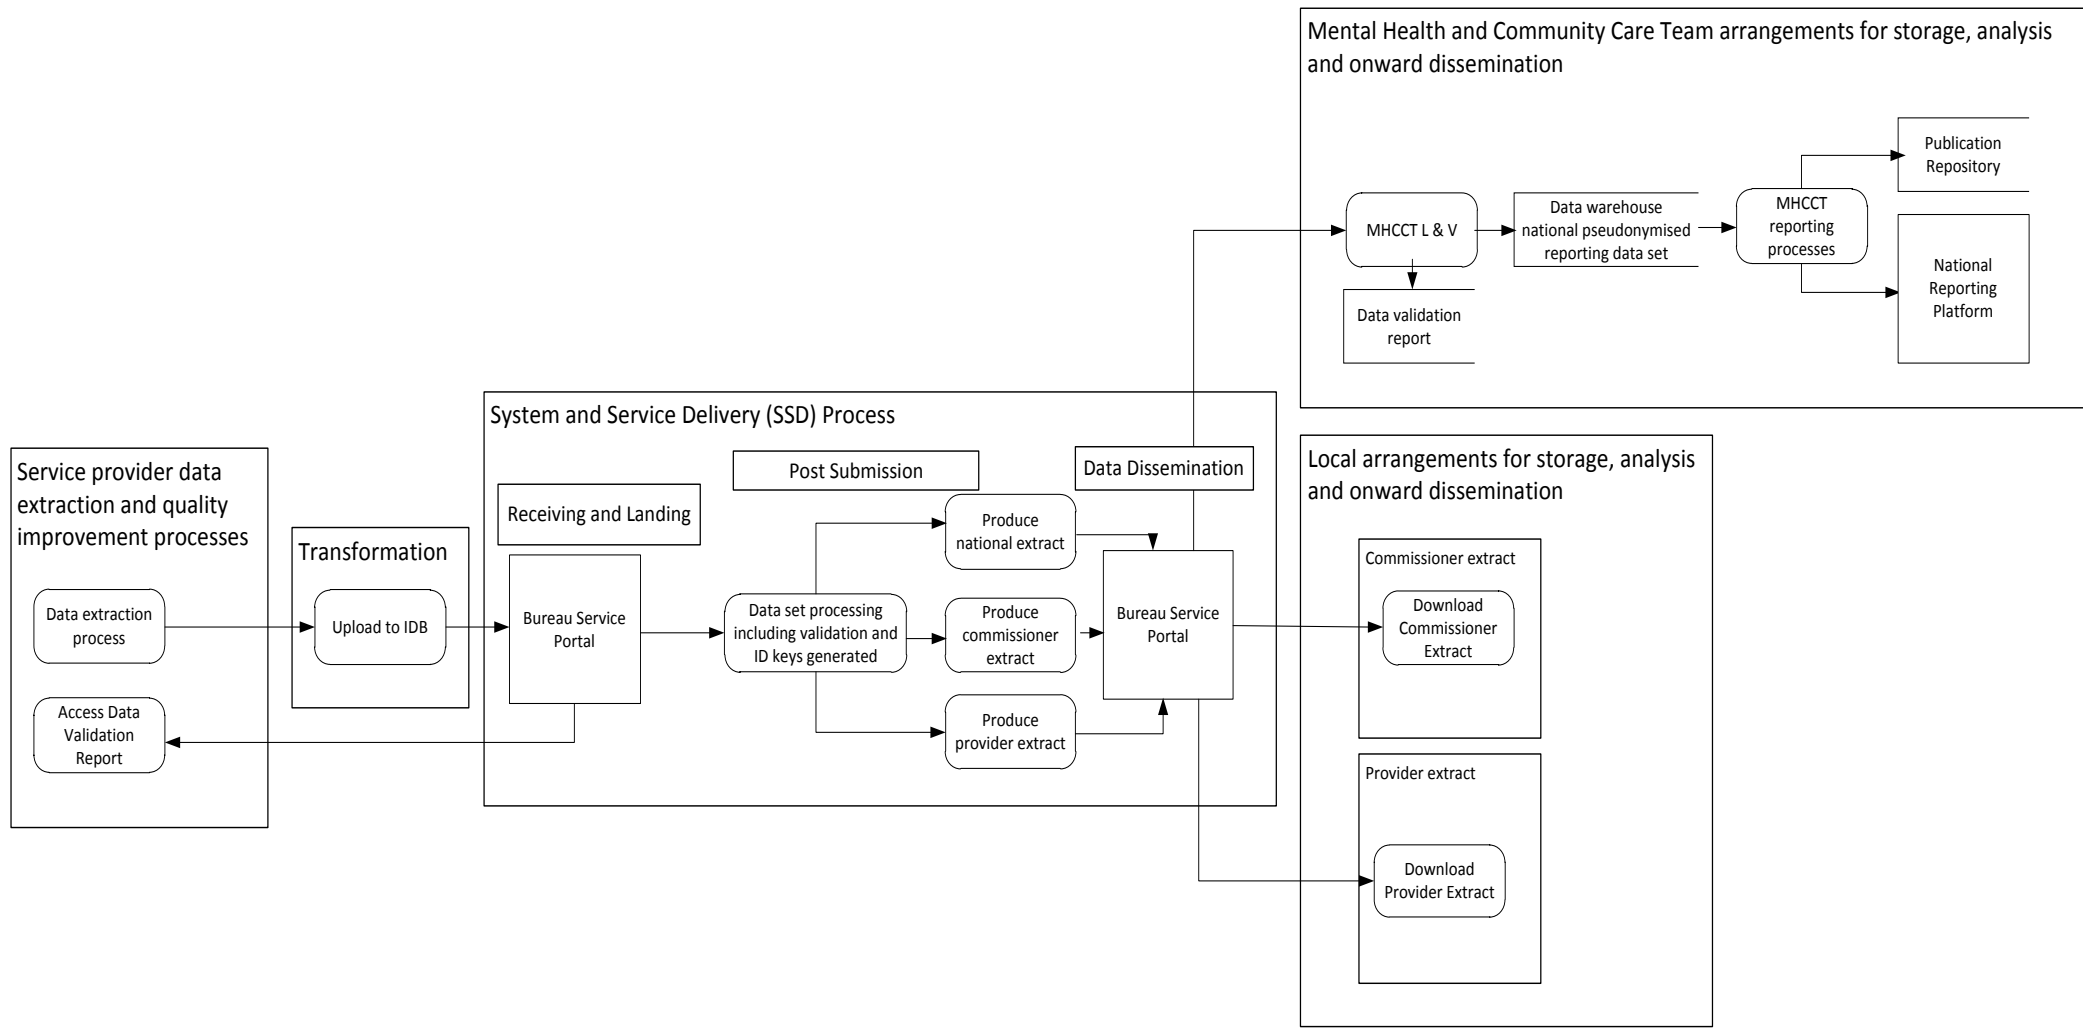 Mental Health and Community Care Team arrangements for storage, analysis
and onward dissemination
Publication
Repository
MHCCT L & V
Data warehouse
national pseudonymised
reporting data set
MHCCT
reporting
processes
National
Reporting
Platform
Data validation
report
System and Service Delivery (SSD) Process
Receiving and Landing
Post Submission
Data Dissemination
Service provider data
extraction and quality
improvement processes
Data extraction
process
Access Data
Validation
Report
Transformation
Upload to IDB
Bureau Service
Portal
Data set processing
including validation and
ID keys generated
Produce
national extract
Produce
commissioner
extract
Produce
provider extract
Bureau Service
Portal
Local arrangements for storage, analysis
and onward dissemination
Commissioner extract
Download
Commissioner
Extract
Provider extract
Download
Provider Extract